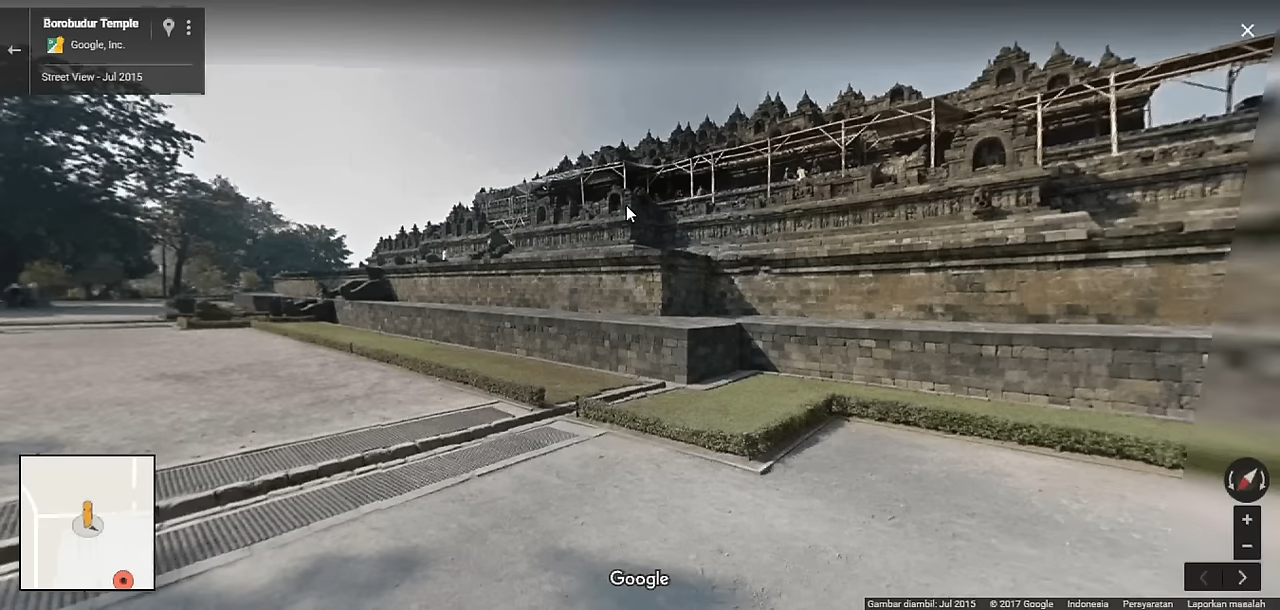 Borobudur Temple
Google, Inc.
Street View - Jul 2015
Google
Gambar diambil: Jul 2015 © 2017 Google Indonesia Persyaratan Laporkan masalah